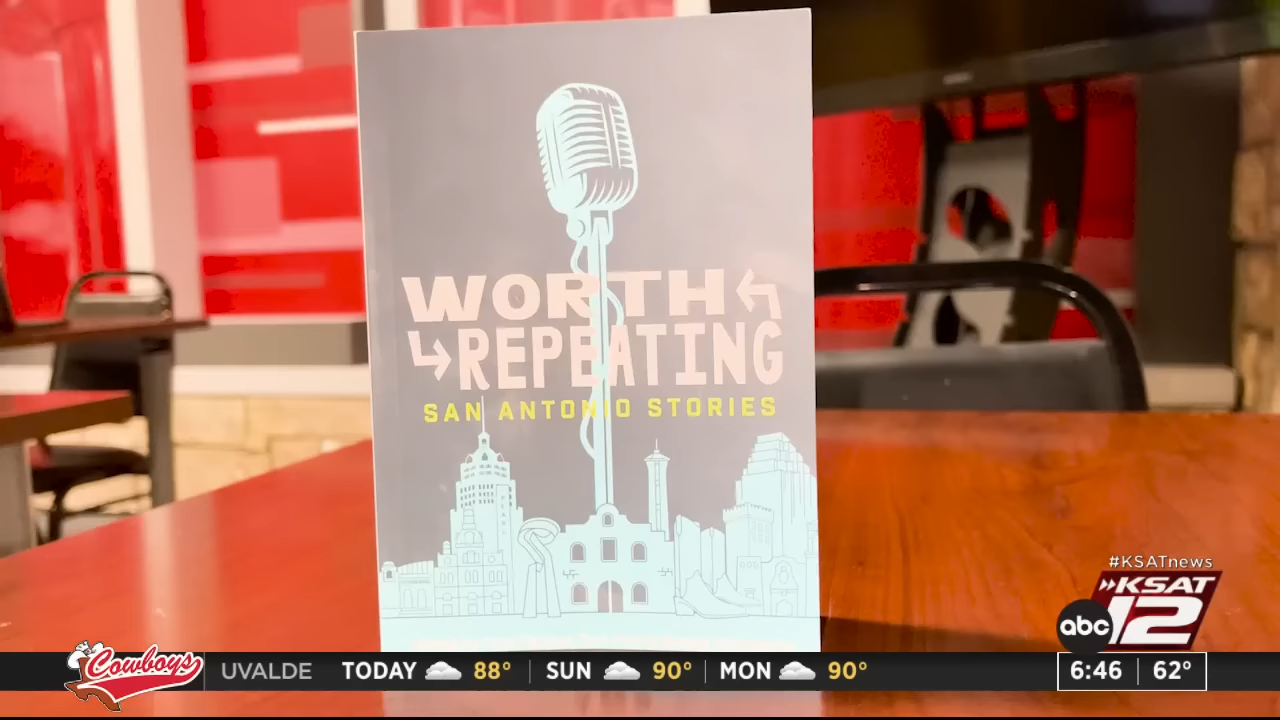 WORTH
REPEATING
SAN ANTONIO STORIES
#KSATnews
KSAT
abc 12
Cowboys UVALDE TODAY 88° SUN 90° MON 90° 6:46 62°